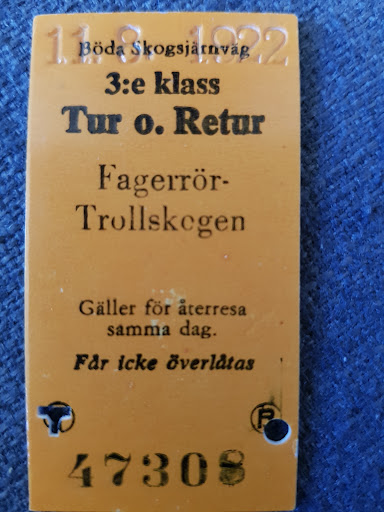 11. 8. 1922
Böda Skogsjärnväg
3:e klass
Tur o. Retur
Fagerrör-
Trollskogen
Gäller för återresa
samma dag.
Får icke överlåtas
T R
47308